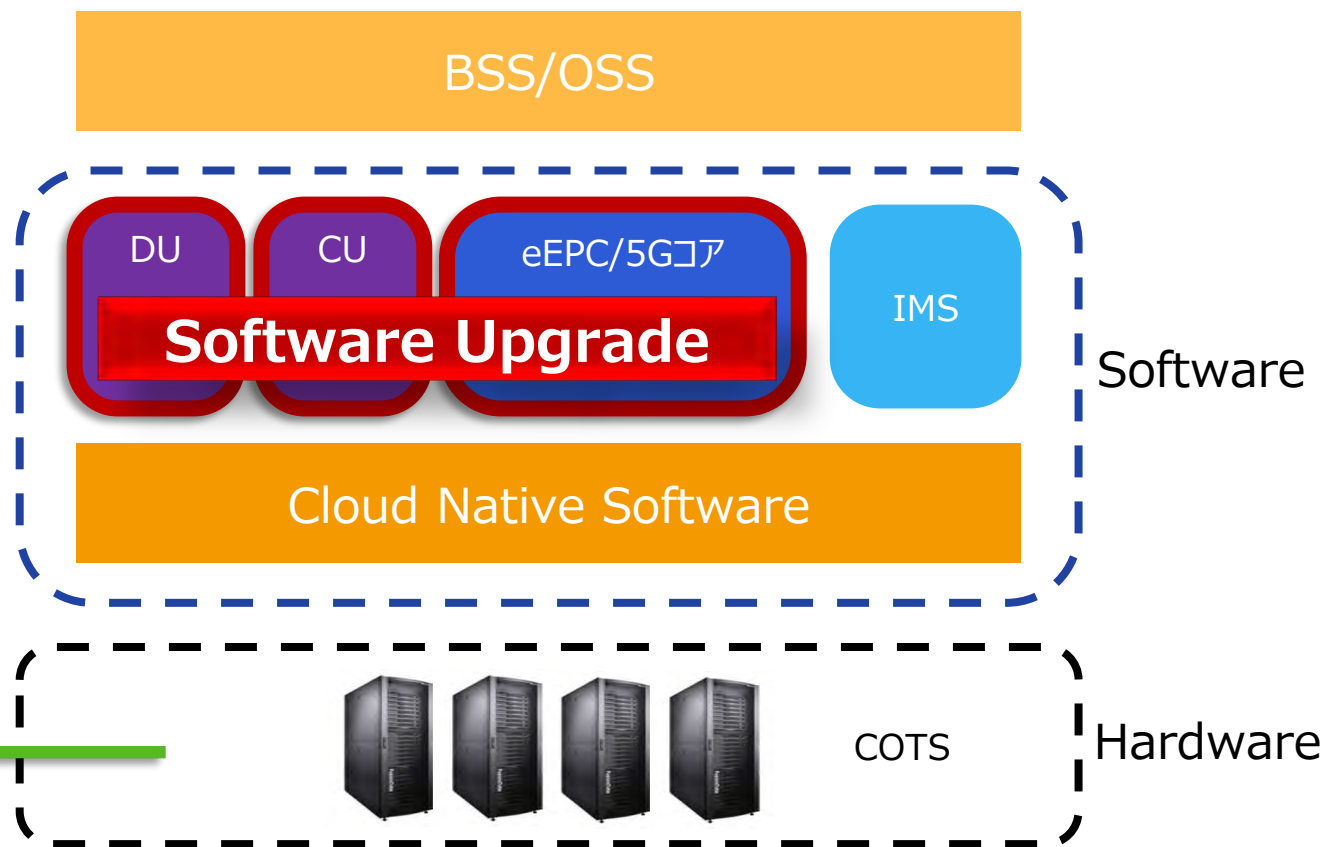 BSS/OSS
DU
CU
eEPC/5Gコア
IMS
Software Upgrade
Software
Cloud Native Software
COTS
Hardware